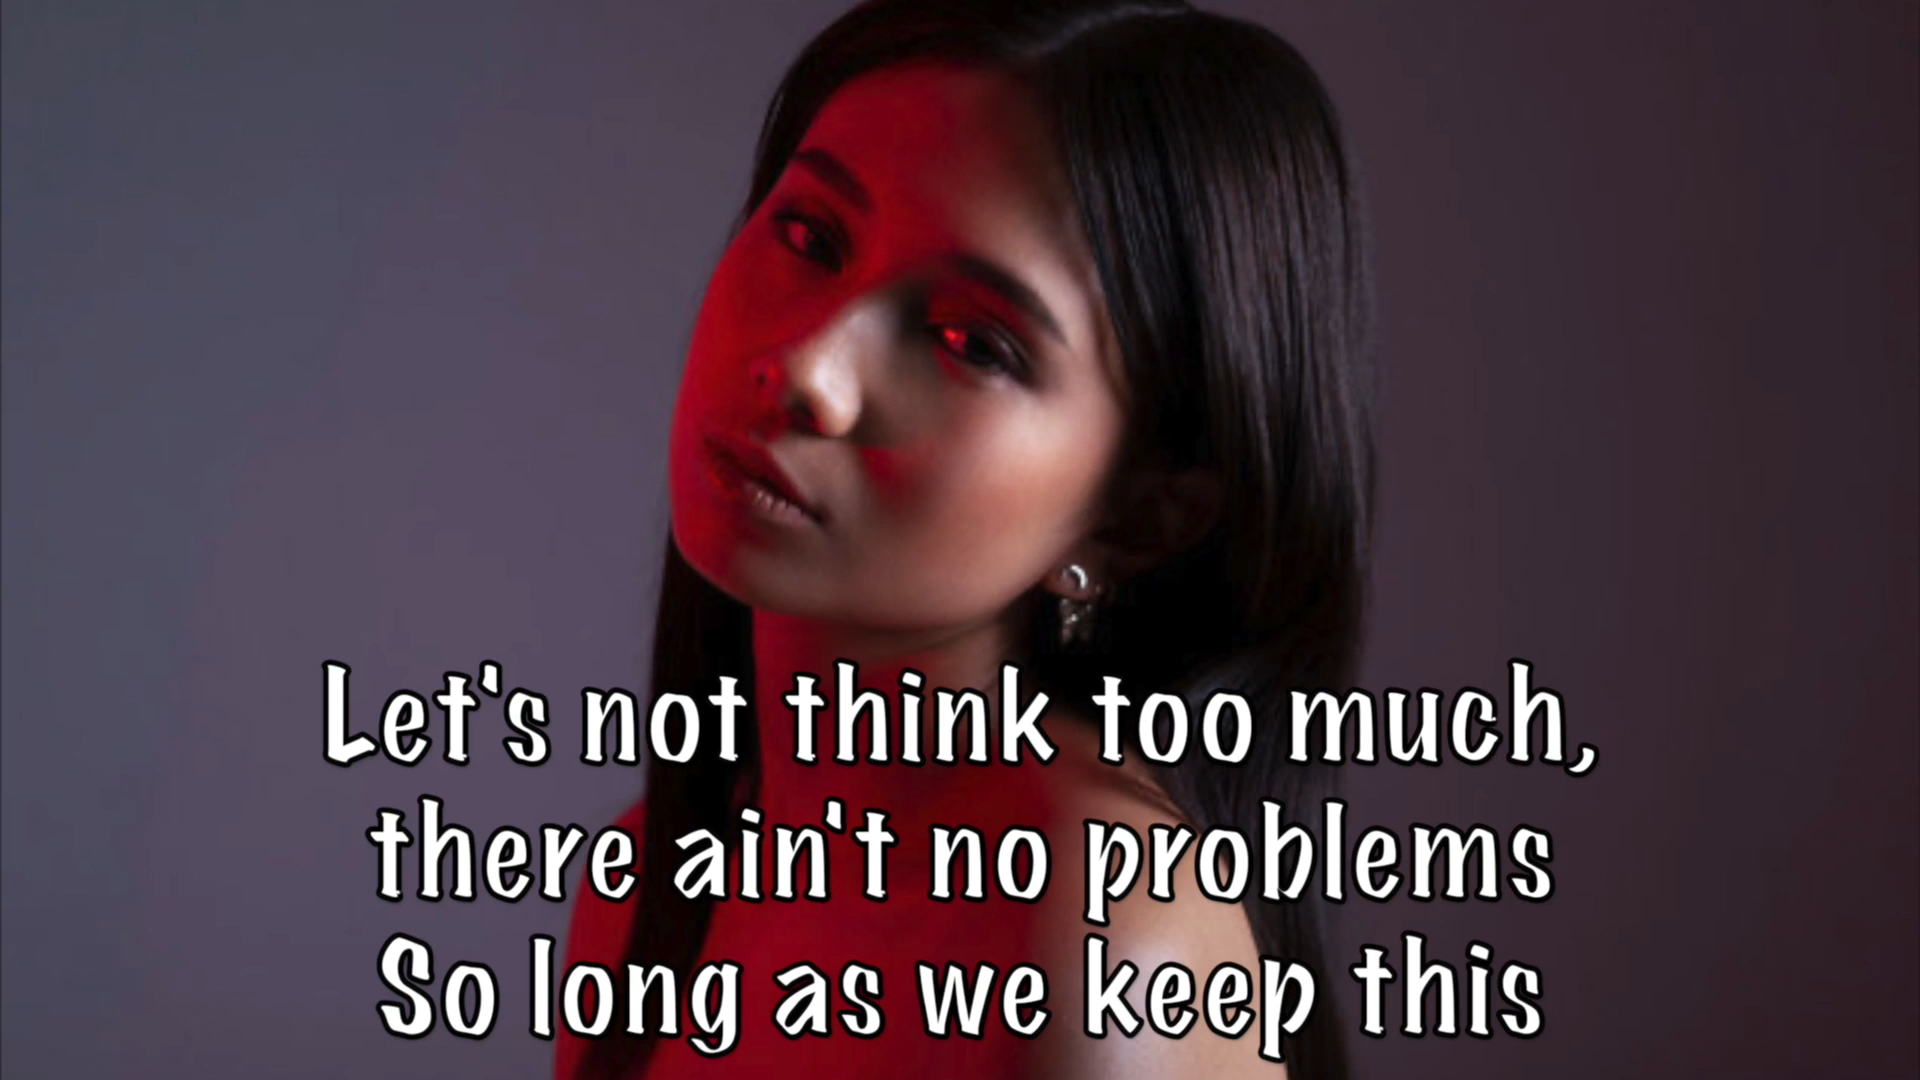 Let's not think too much,
there ain't no problems
So long as we keep this